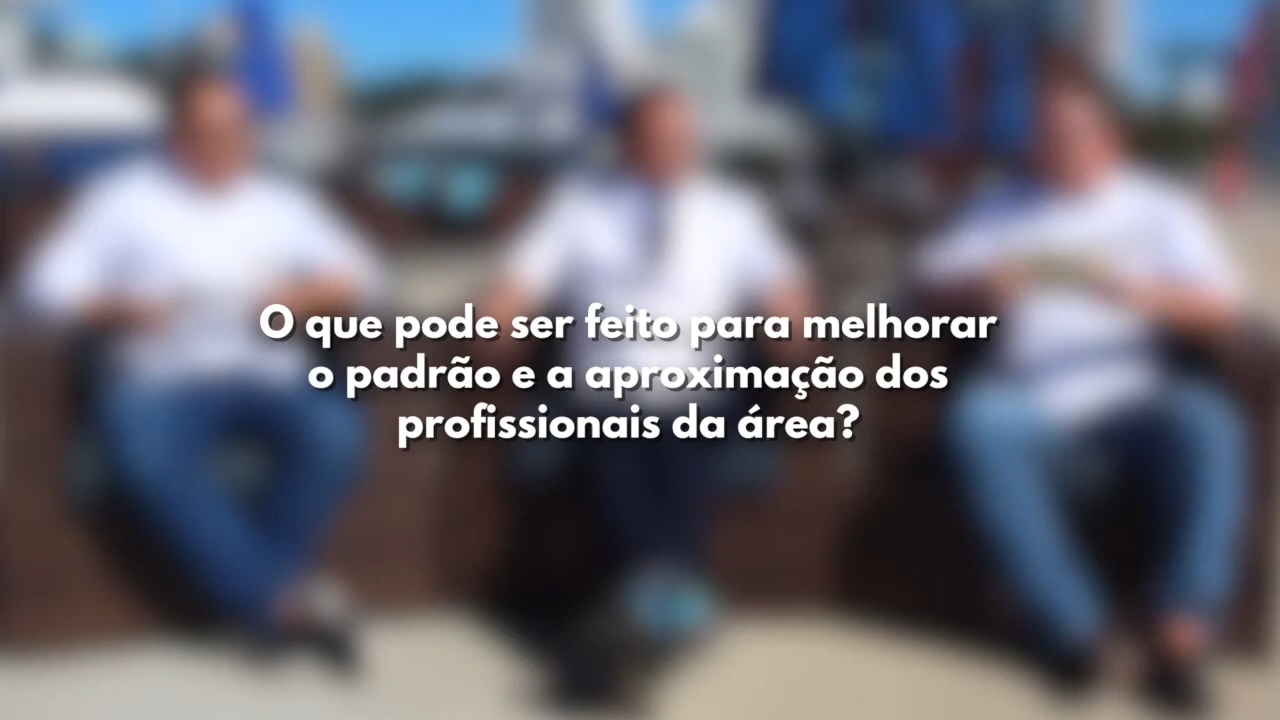 O que pode ser feito para melhorar
o padrão e a aproximação dos
profissionais da área?